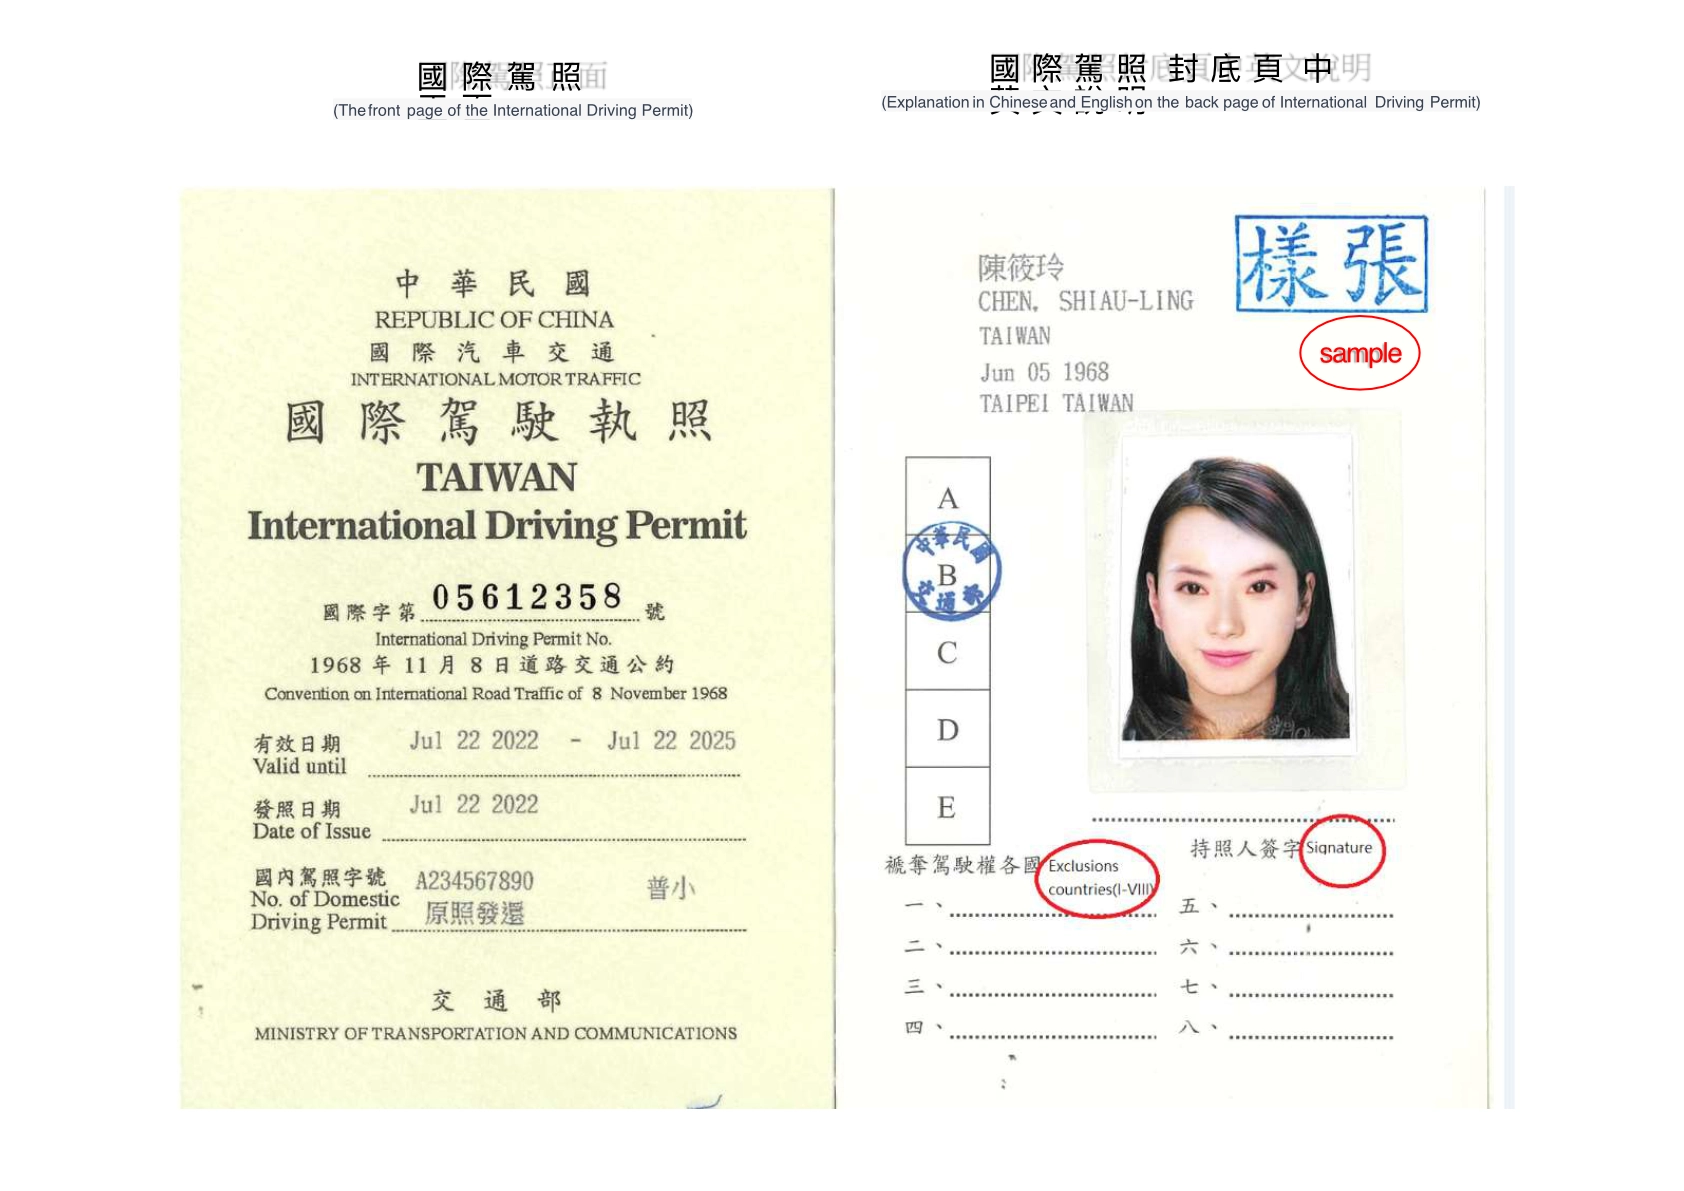 國際駕照
(The front page of the International Driving Permit)
國際駕照封底頁中
英文說明
(Explanation in Chinese and English on the back page of International Driving Permit)
中華民國
REPUBLIC OF CHINA
國際汽車交通
INTERNATIONAL MOTOR TRAFFIC
國際駕駛執照
TAIWAN
International Driving Permit
國際字第 05612358 號
International Driving Permit No.
1968年11月8日道路交通公約
Convention on International Road Traffic of 8 November 1968
有效日期 Jul 22 2022 - Jul 22 2025
Valid until
發照日期 Jul 22 2022
Date of Issue
國內駕照字號 A234567890 普小
No. of Domestic
Driving Permit 原照發還
交通部
MINISTRY OF TRANSPORTATION AND COMMUNICATIONS
樣張
sample
陳筱玲
CHEN, SHIAU-LING
TAIWAN
Jun 05 1968
TAIPEI TAIWAN
A
B
中華民國
交通部
C
D
E
持照人簽字 Signature
褫奪駕駛權各國 Exclusions
countries(I-VIII)
一、 五、
二、 六、
三、 七、
四、 八、